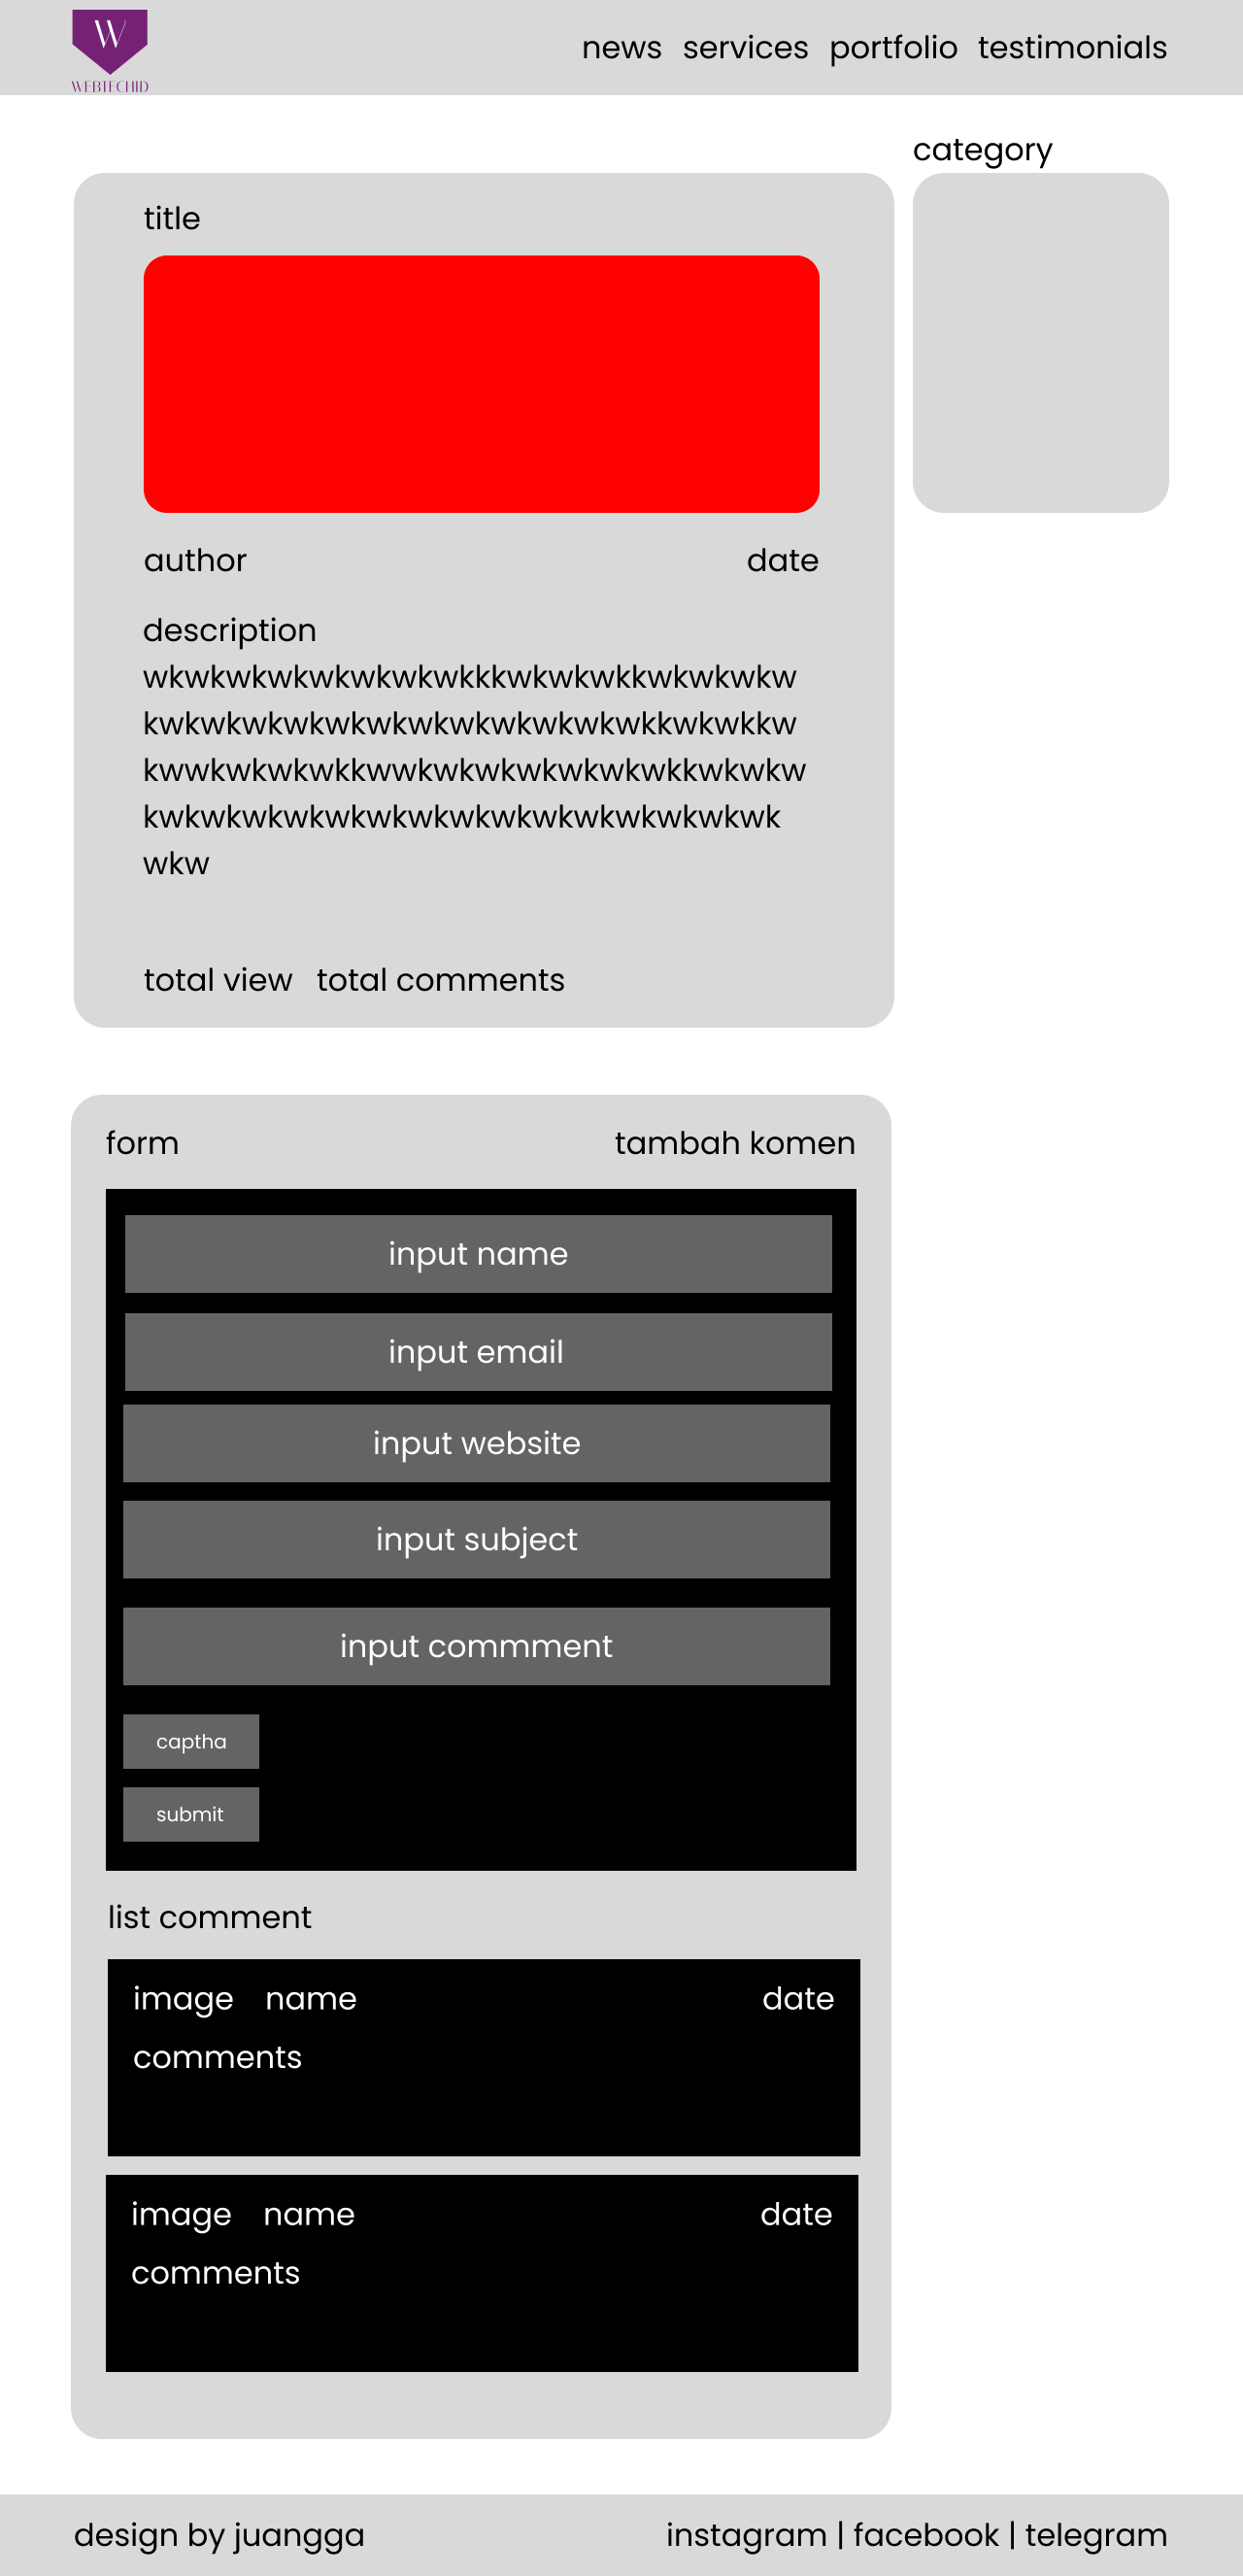 W
WEBTECHID
news services portfolio testimonials
category
title
author date
description
wkwkwkwkwkwkwkwkkkwkwkwkkwkwkwkw
kwkwkwkwkwkwkwkwkwkwkwkwkkwkwkkw
kwwkwkwkwkkwwkwkwkwkwkwkwkkwkwkw
kwkwkwkwkwkwkwkwkwkwkwkwkwkwkwk
wkw
total view total comments
form tambah komen
input name
input email
input website
input subject
input commment
captha
submit
list comment
image name date
comments
image name date
comments
design by juangga instagram | facebook | telegram